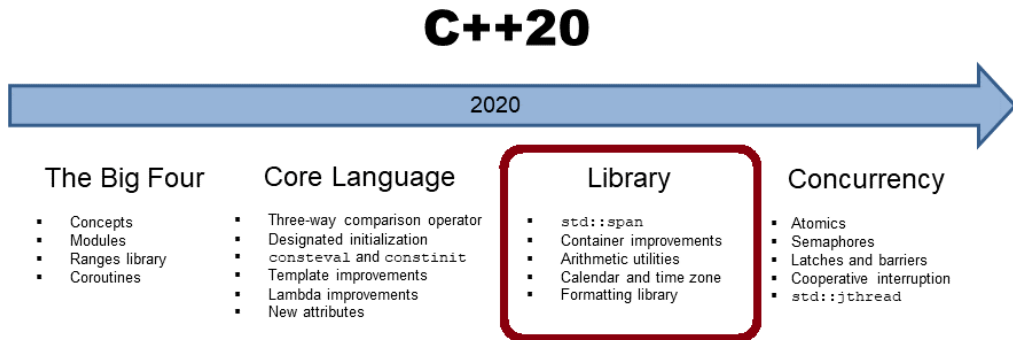 C++20
2020
The Big Four
▪ Concepts
▪ Modules
▪ Ranges library
▪ Coroutines
Core Language
▪ Three-way comparison operator
▪ Designated initialization
▪ consteval and constinit
▪ Template improvements
▪ Lambda improvements
▪ New attributes
Library
▪ std::span
▪ Container improvements
▪ Arithmetic utilities
▪ Calendar and time zone
▪ Formatting library
Concurrency
▪ Atomics
▪ Semaphores
▪ Latches and barriers
▪ Cooperative interruption
▪ std::jthread